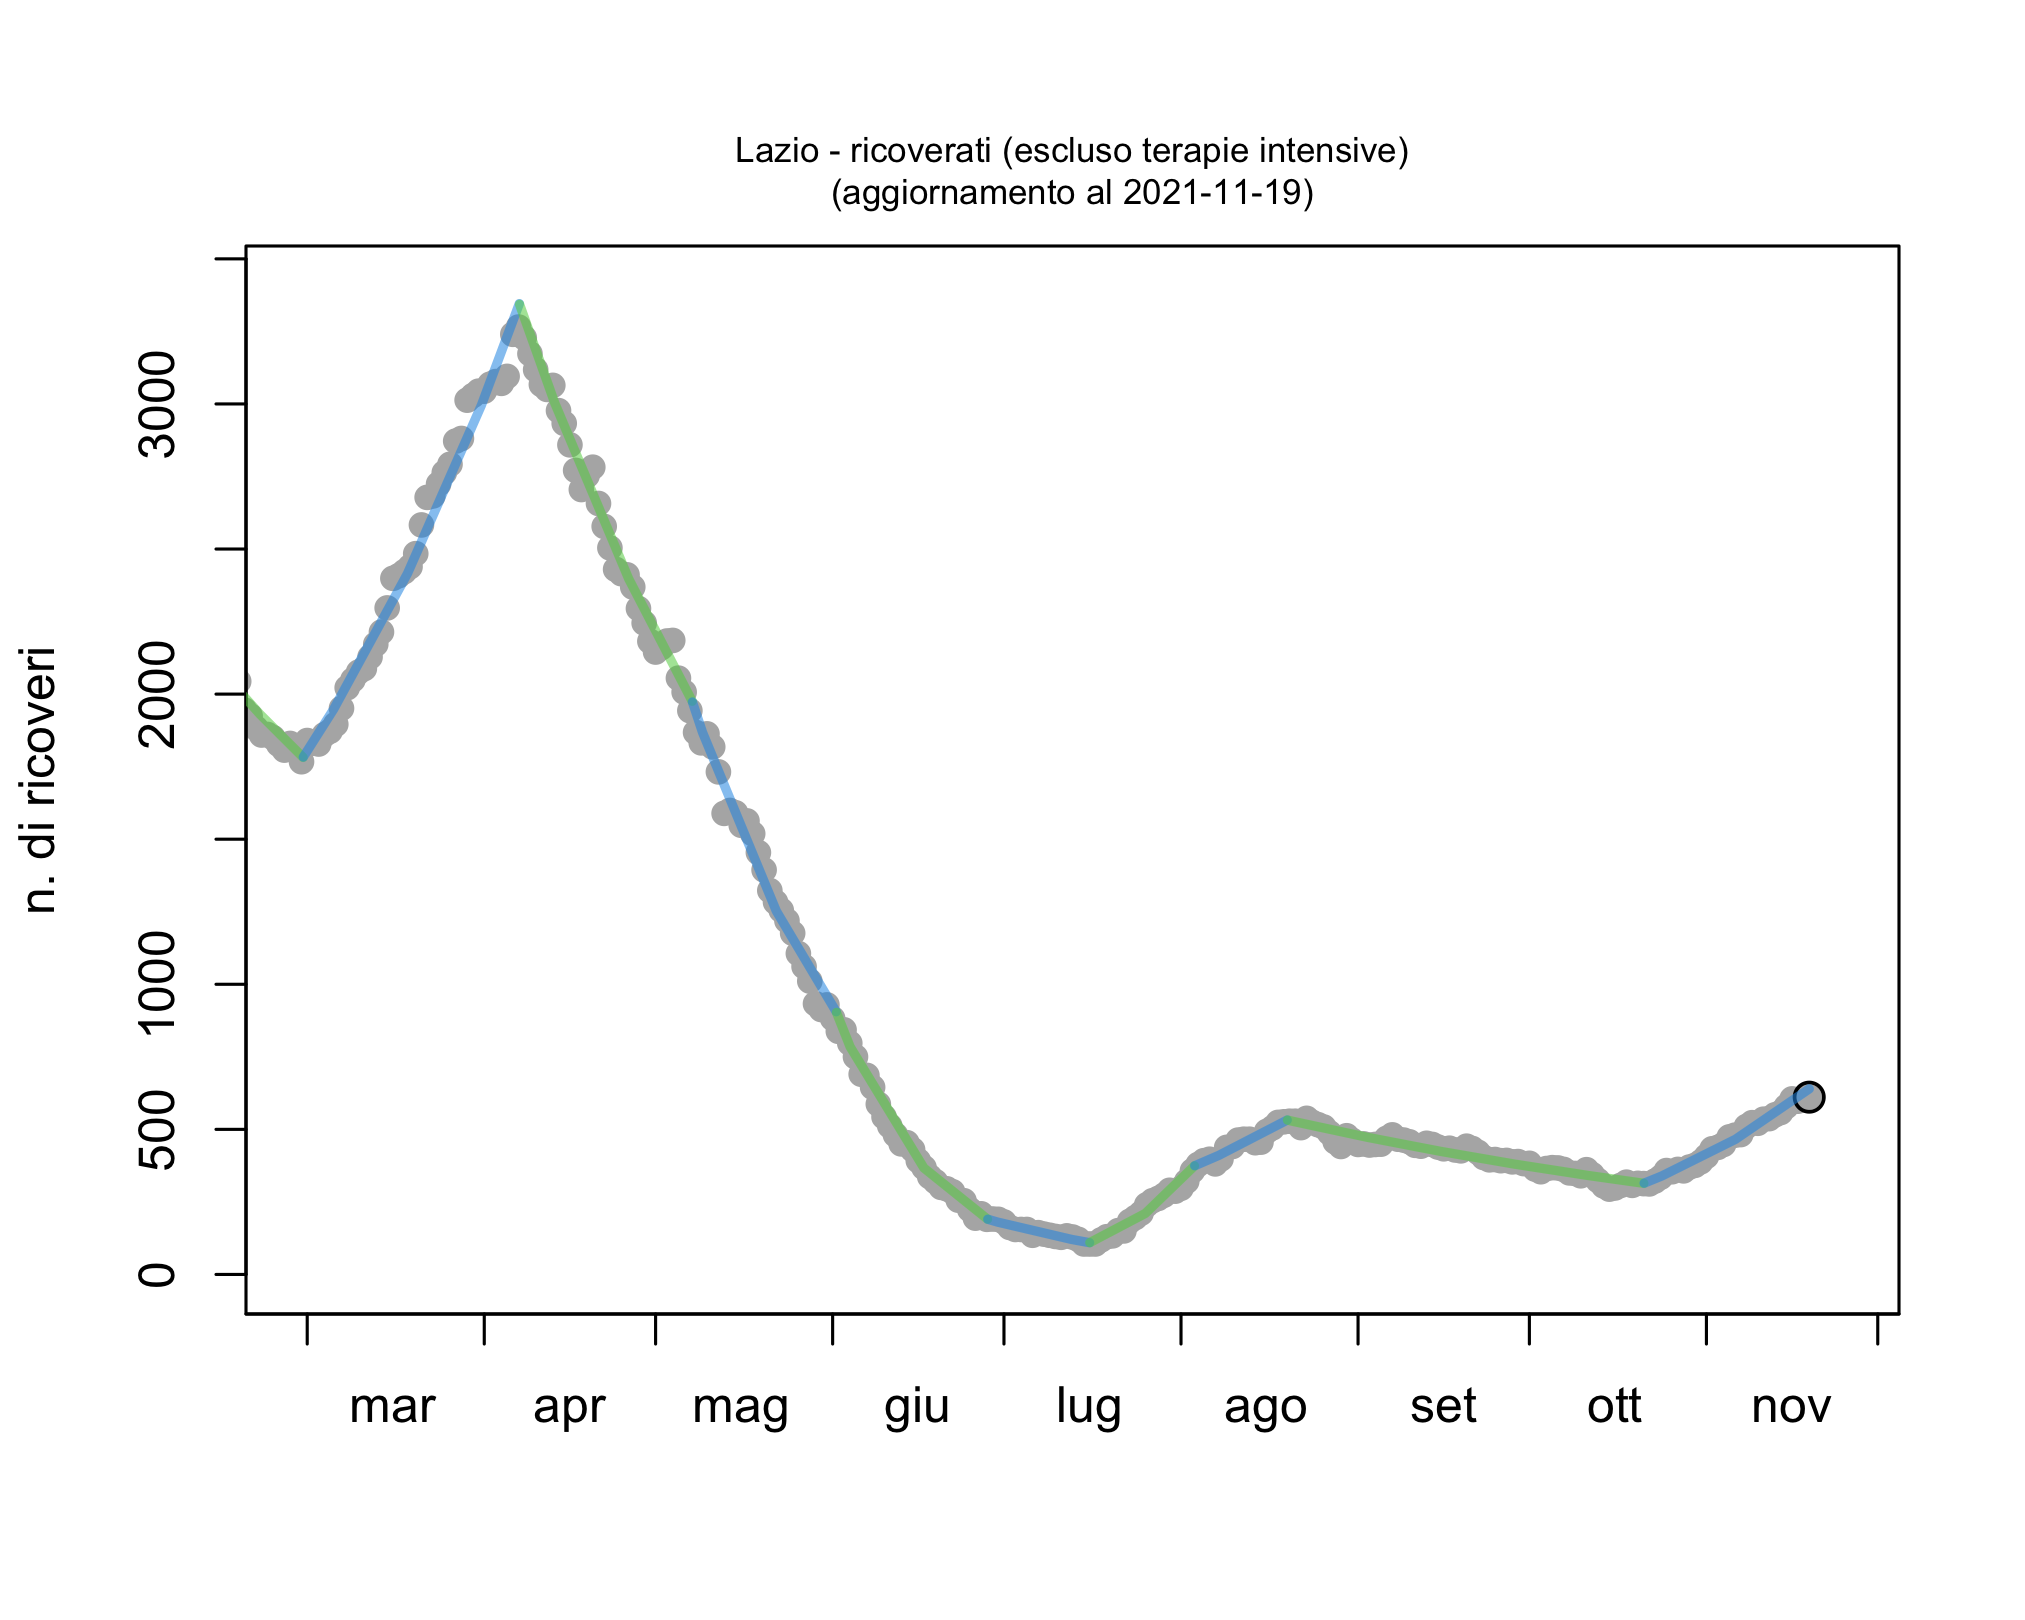 Lazio - ricoverati (escluso terapie intensive)
(aggiornamento al 2021-11-19)
n. di ricoveri
3000
2000
1000
500
0
mar apr mag giu lug ago set ott nov